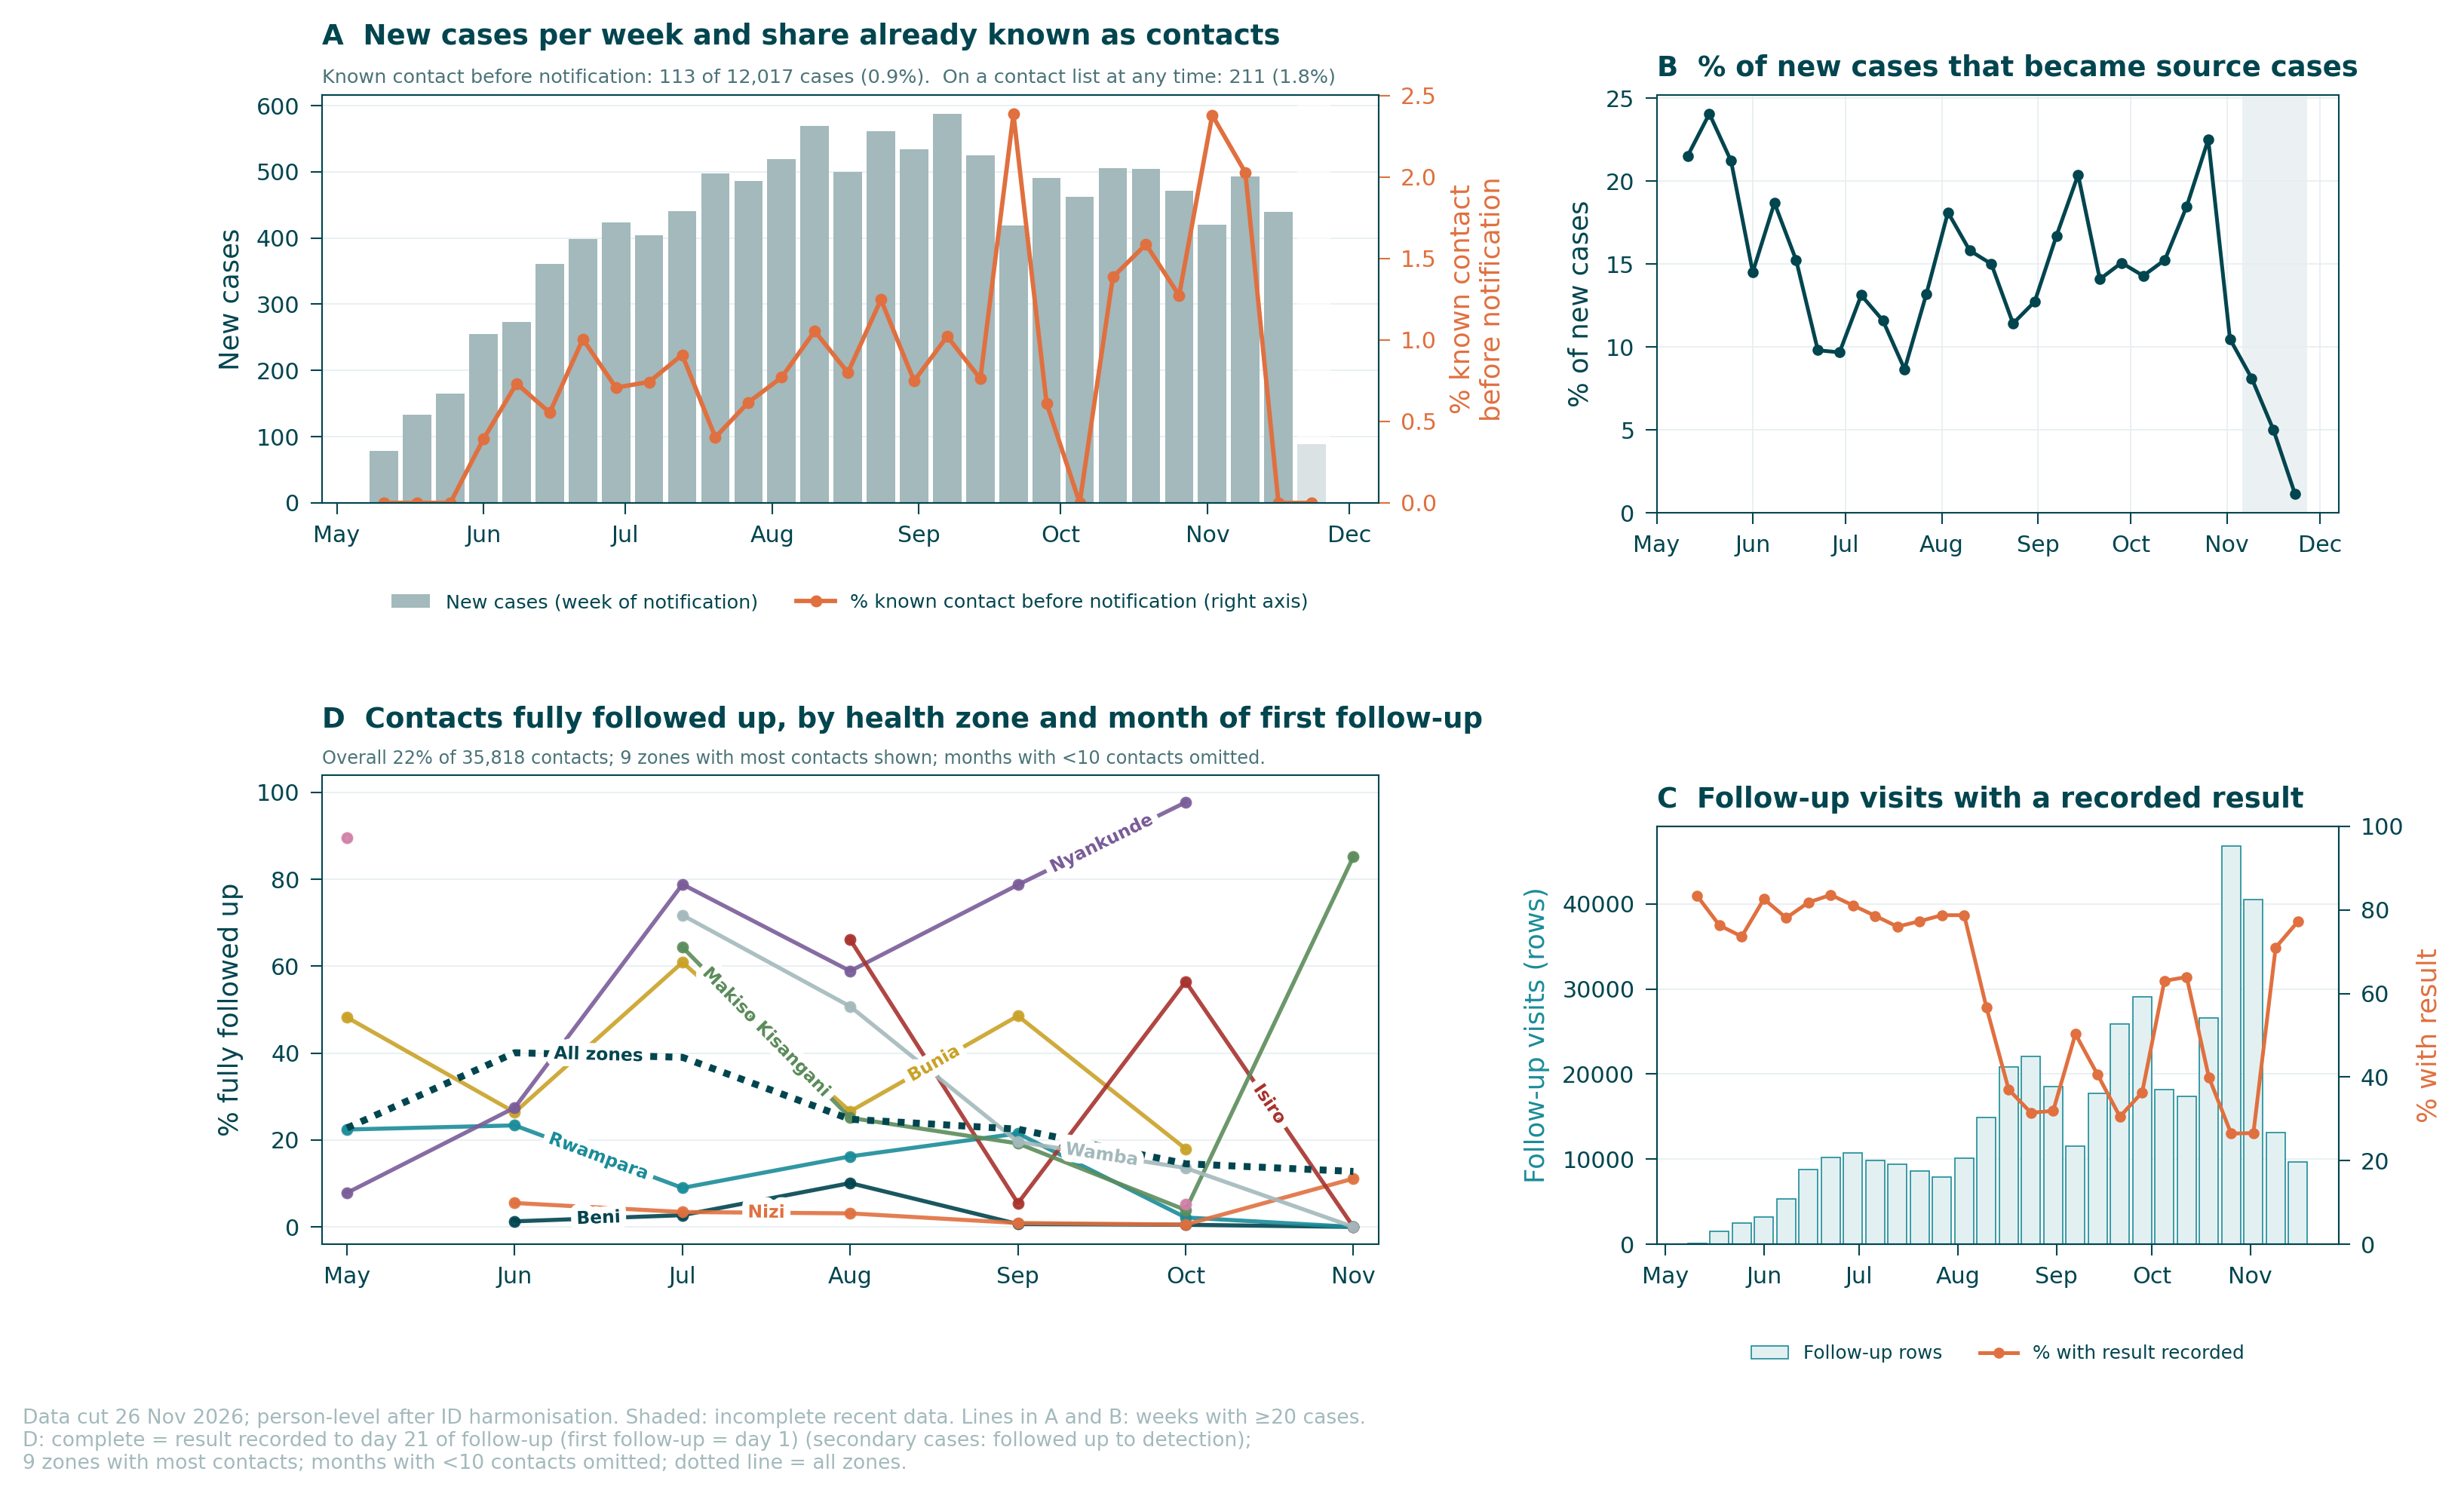 A  New cases per week and share already known as contacts
Known contact before notification: 113 of 12,017 cases (0.9%).  On a contact list at any time: 211 (1.8%)
600
500
400
300
200
100
0
New cases
2.5
2.0
1.5
1.0
0.5
0.0
% known contact
before notification
May Jun Jul Aug Sep Oct Nov Dec
New cases (week of notification)
% known contact before notification (right axis)
B  % of new cases that became source cases
25
20
15
10
5
0
% of new cases
May Jun Jul Aug Sep Oct Nov Dec
D  Contacts fully followed up, by health zone and month of first follow-up
Overall 22% of 35,818 contacts; 9 zones with most contacts shown; months with <10 contacts omitted.
100
80
60
40
20
0
% fully followed up
Nyankunde
Makiso Kisangani
All zones
Bunia
Isiro
Rwampara
Wamba
Beni
Nizi
May Jun Jul Aug Sep Oct Nov
C  Follow-up visits with a recorded result
40000
30000
20000
10000
0
Follow-up visits (rows)
100
80
60
40
20
0
% with result
May Jun Jul Aug Sep Oct Nov
Follow-up rows
% with result recorded
Data cut 26 Nov 2026; person-level after ID harmonisation. Shaded: incomplete recent data. Lines in A and B: weeks with ≥20 cases.
D: complete = result recorded to day 21 of follow-up (first follow-up = day 1) (secondary cases: followed up to detection);
9 zones with most contacts; months with <10 contacts omitted; dotted line = all zones.